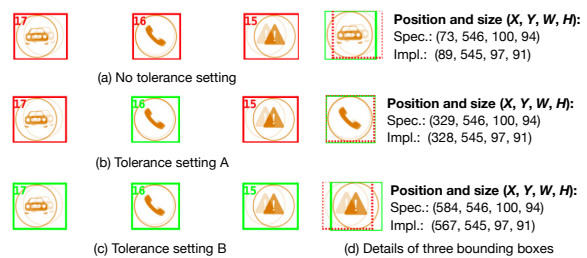 17 16 15
Position and size (X, Y, W, H):
Spec.: (73, 546, 100, 94)
Impl.: (89, 545, 97, 91)
(a) No tolerance setting
17 16 15
Position and size (X, Y, W, H):
Spec.: (329, 546, 100, 94)
Impl.: (328, 545, 97, 91)
(b) Tolerance setting A
17 16 15
Position and size (X, Y, W, H):
Spec.: (584, 546, 100, 94)
Impl.: (567, 545, 97, 91)
(c) Tolerance setting B
(d) Details of three bounding boxes